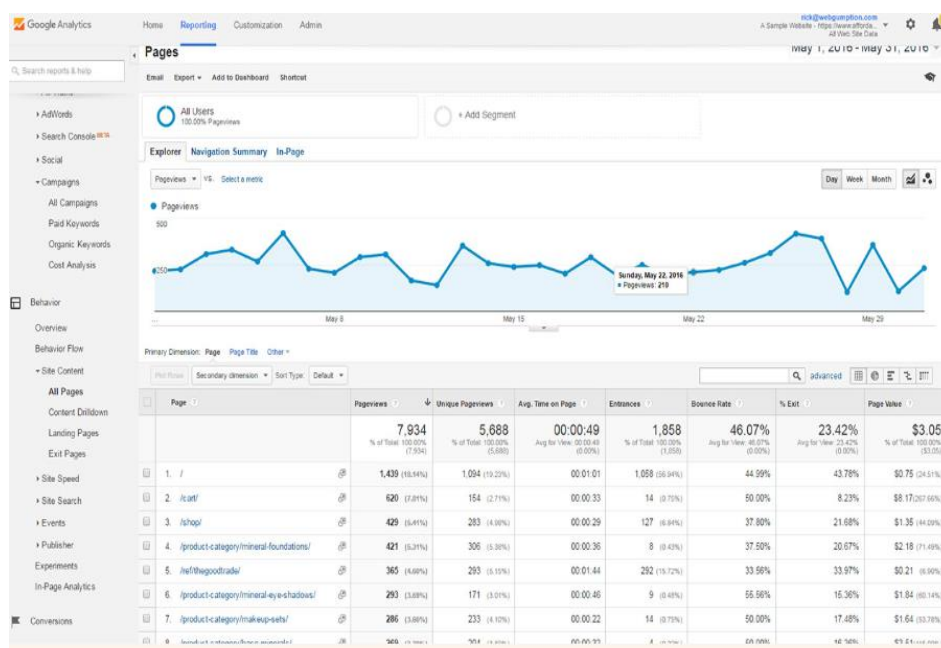 Google Analytics
Home Reporting Customization Admin
rick@webgumption.com
A Sample Website - https://www.afforda...
All Web Site Data
Search reports & help
Pages
May 1, 2016 - May 31, 2016
Email Export Add to Dashboard Shortcut
AdWords
Search Console BETA
Social
Campaigns
All Campaigns
Paid Keywords
Organic Keywords
Cost Analysis
Behavior
Overview
Behavior Flow
Site Content
All Pages
Content Drilldown
Landing Pages
Exit Pages
Site Speed
Site Search
Events
Publisher
Experiments
In-Page Analytics
Conversions
All Users
100.00% Pageviews
+ Add Segment
Explorer Navigation Summary In-Page
Pageviews VS. Select a metric
Day Week Month
Pageviews
500
250
Sunday, May 22, 2016
Pageviews: 210
... May 8 May 15 May 22 May 29
Primary Dimension: Page Page Title Other
Plot Rows Secondary dimension Sort Type: Default advanced
Page Pageviews Unique Pageviews Avg. Time on Page Entrances Bounce Rate % Exit Page Value
7,934 5,688 00:00:49 1,858 46.07% 23.42% $3.05
% of Total: 100.00% % of Total: 100.00% Avg for View: 00:00:49 % of Total: 100.00% Avg for View: 46.07% Avg for View: 23.42% % of Total: 100.00%
(7,934) (5,688) (0.00%) (1,858) (0.00%) (0.00%) ($3.05)
1. / 1,439 (18.14%) 1,094 (19.23%) 00:01:01 1,058 (56.94%) 44.99% 43.78% $0.75 (24.51%
2. /cart/ 620 (7.81%) 154 (2.71%) 00:00:33 14 (0.75%) 50.00% 8.23% $8.17 (267.66%
3. /shop/ 429 (5.41%) 283 (4.98%) 00:00:29 127 (6.84%) 37.80% 21.68% $1.35
4. /product-category/mineral-foundations/ 421 (5.31%) 306 (5.38%) 00:00:36 8 (0.43%) 37.50% 20.67% $2.18 (71.49%
5. /ref/thegoodtrade/ 365 (4.60%) 293 (5.15%) 00:01:44 292 (15.72%) 33.56% 33.97% $0.21
6. /product-category/mineral-eye-shadows/ 293 (3.69%) 171 (3.01%) 00:00:46 9 (0.48%) 55.56% 15.36% $1.84 (60.14%
7. /product-category/makeup-sets/ 286 (3.60%) 233 (4.10%) 00:00:22 14 (0.75%) 50.00% 17.48% $1.64 (53.78%